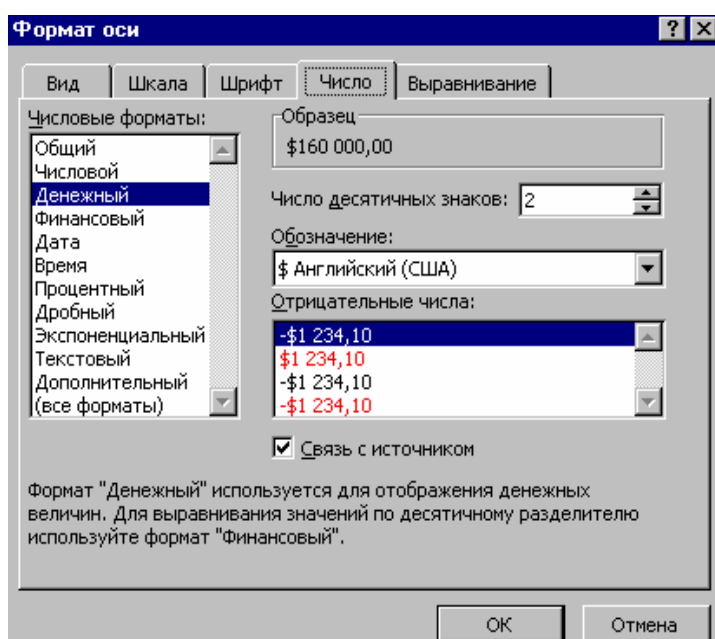 Формат оси
Вид Шкала Шрифт Число Выравнивание
Числовые форматы:
Общий
Числовой
Денежный
Финансовый
Дата
Время
Процентный
Дробный
Экспоненциальный
Текстовый
Дополнительный
(все форматы)
Образец
$160 000,00
Число десятичных знаков: 2
Обозначение:
$ Английский (США)
Отрицательные числа:
-$1 234,10
$1 234,10
-$1 234,10
-$1 234,10
Связь с источником
Формат "Денежный" используется для отображения денежных
величин. Для выравнивания значений по десятичному разделителю
используйте формат "Финансовый".
ОК Отмена